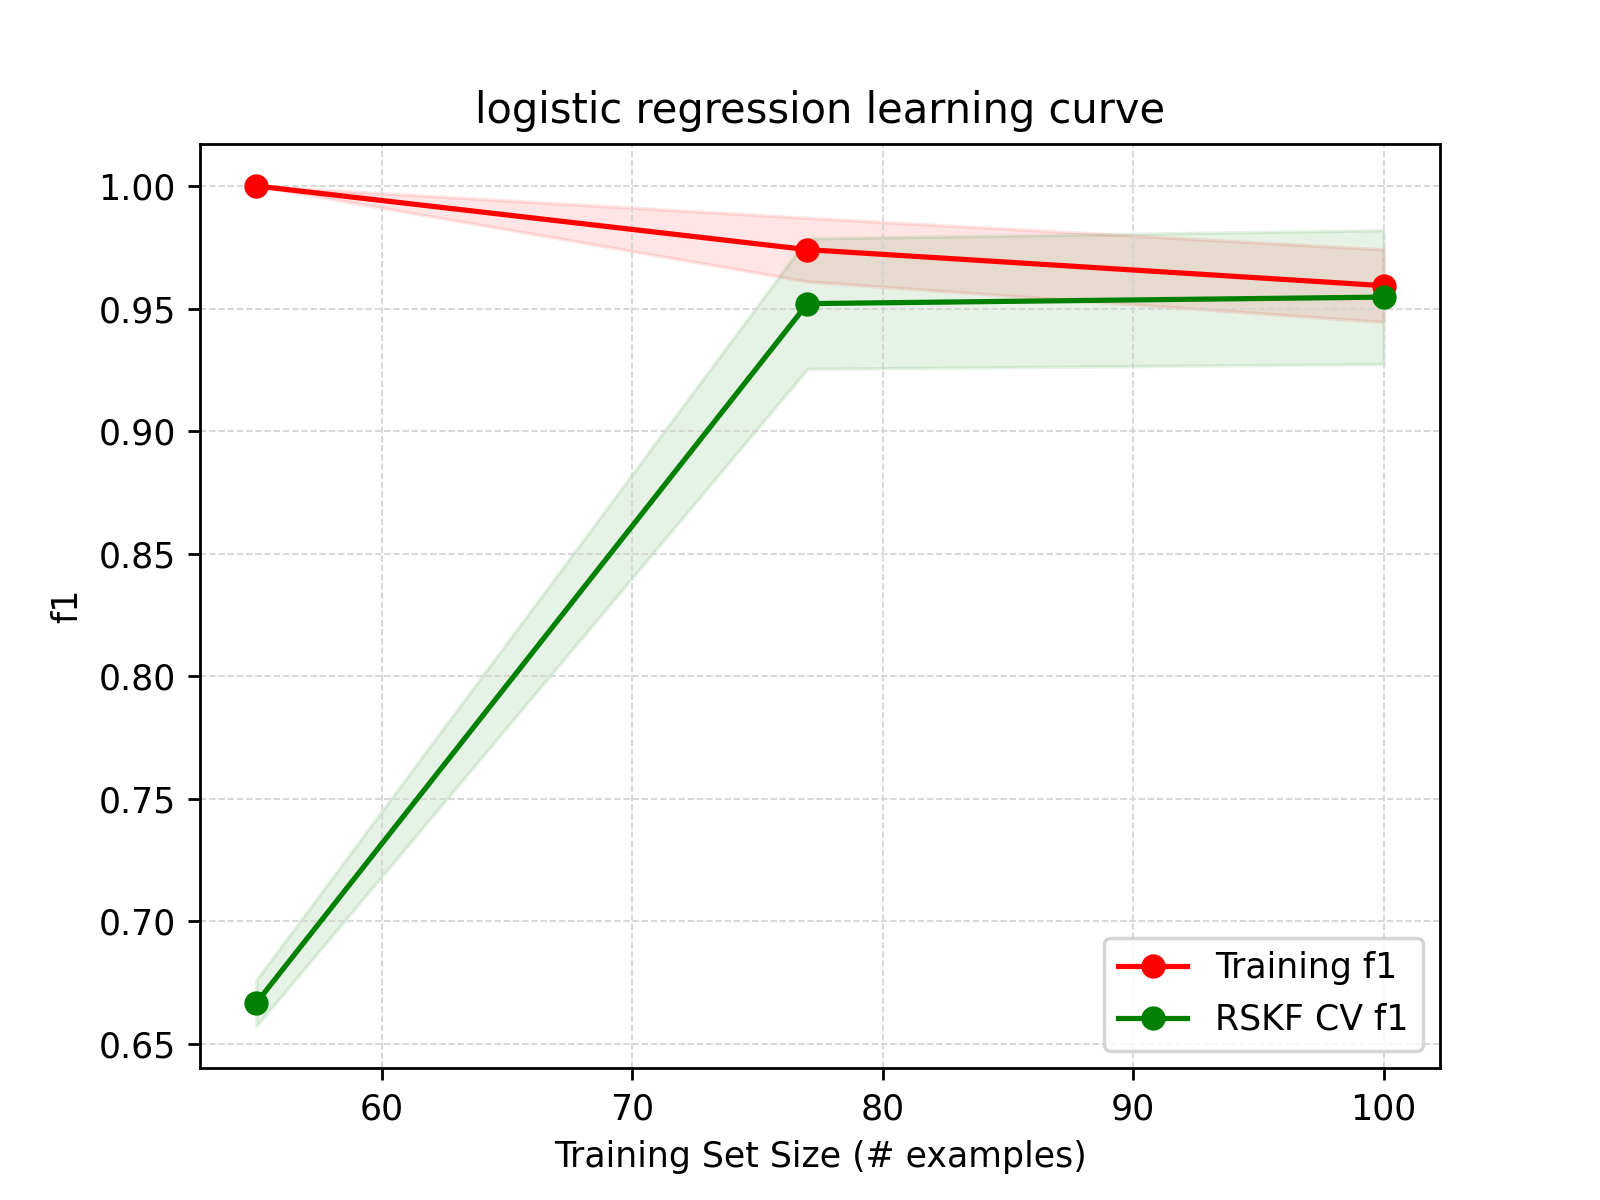 logistic regression learning curve
1.00
0.95
0.90
0.85
0.80
0.75
0.70
0.65
f1
Training f1
RSKF CV f1
60 70 80 90 100
Training Set Size (# examples)